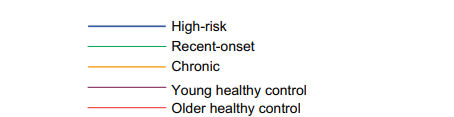 High-risk
Recent-onset
Chronic
Young healthy control
Older healthy control